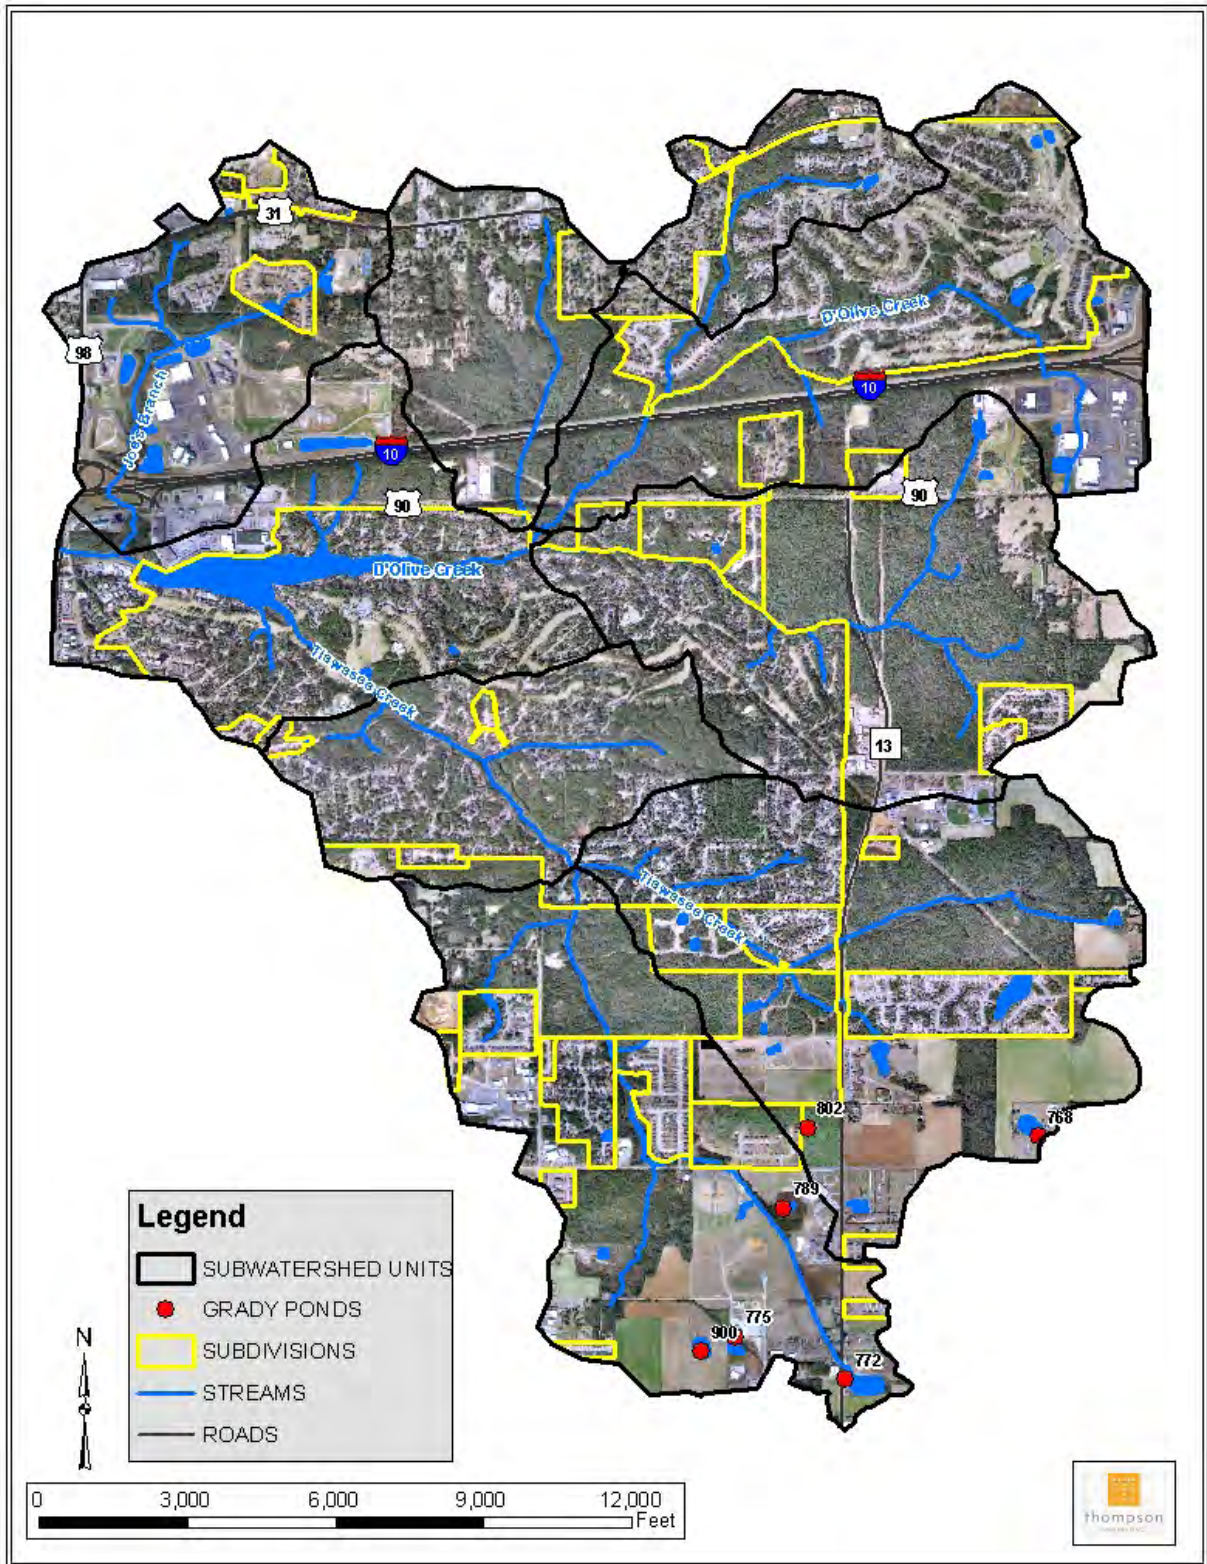 31
98
Joe's Branch
10
90
D'Olive Creek
10
90
D'Olive Creek
Tiawasee Creek
13
Tiawasee Creek
802
768
789
775
900
772
Legend
SUBWATERSHED UNITS
GRADY PONDS
SUBDIVISIONS
STREAMS
ROADS
N
0 3,000 6,000 9,000 12,000
Feet
thompson